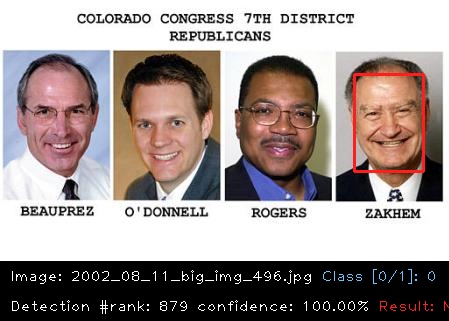 COLORADO CONGRESS 7TH DISTRICT
REPUBLICANS
BEAUPREZ O'DONNELL ROGERS ZAKHEM
Image: 2002_08_11_big_img_496.jpg Class [0/1]: 0
Detection #rank: 879 confidence: 100.00% Result: